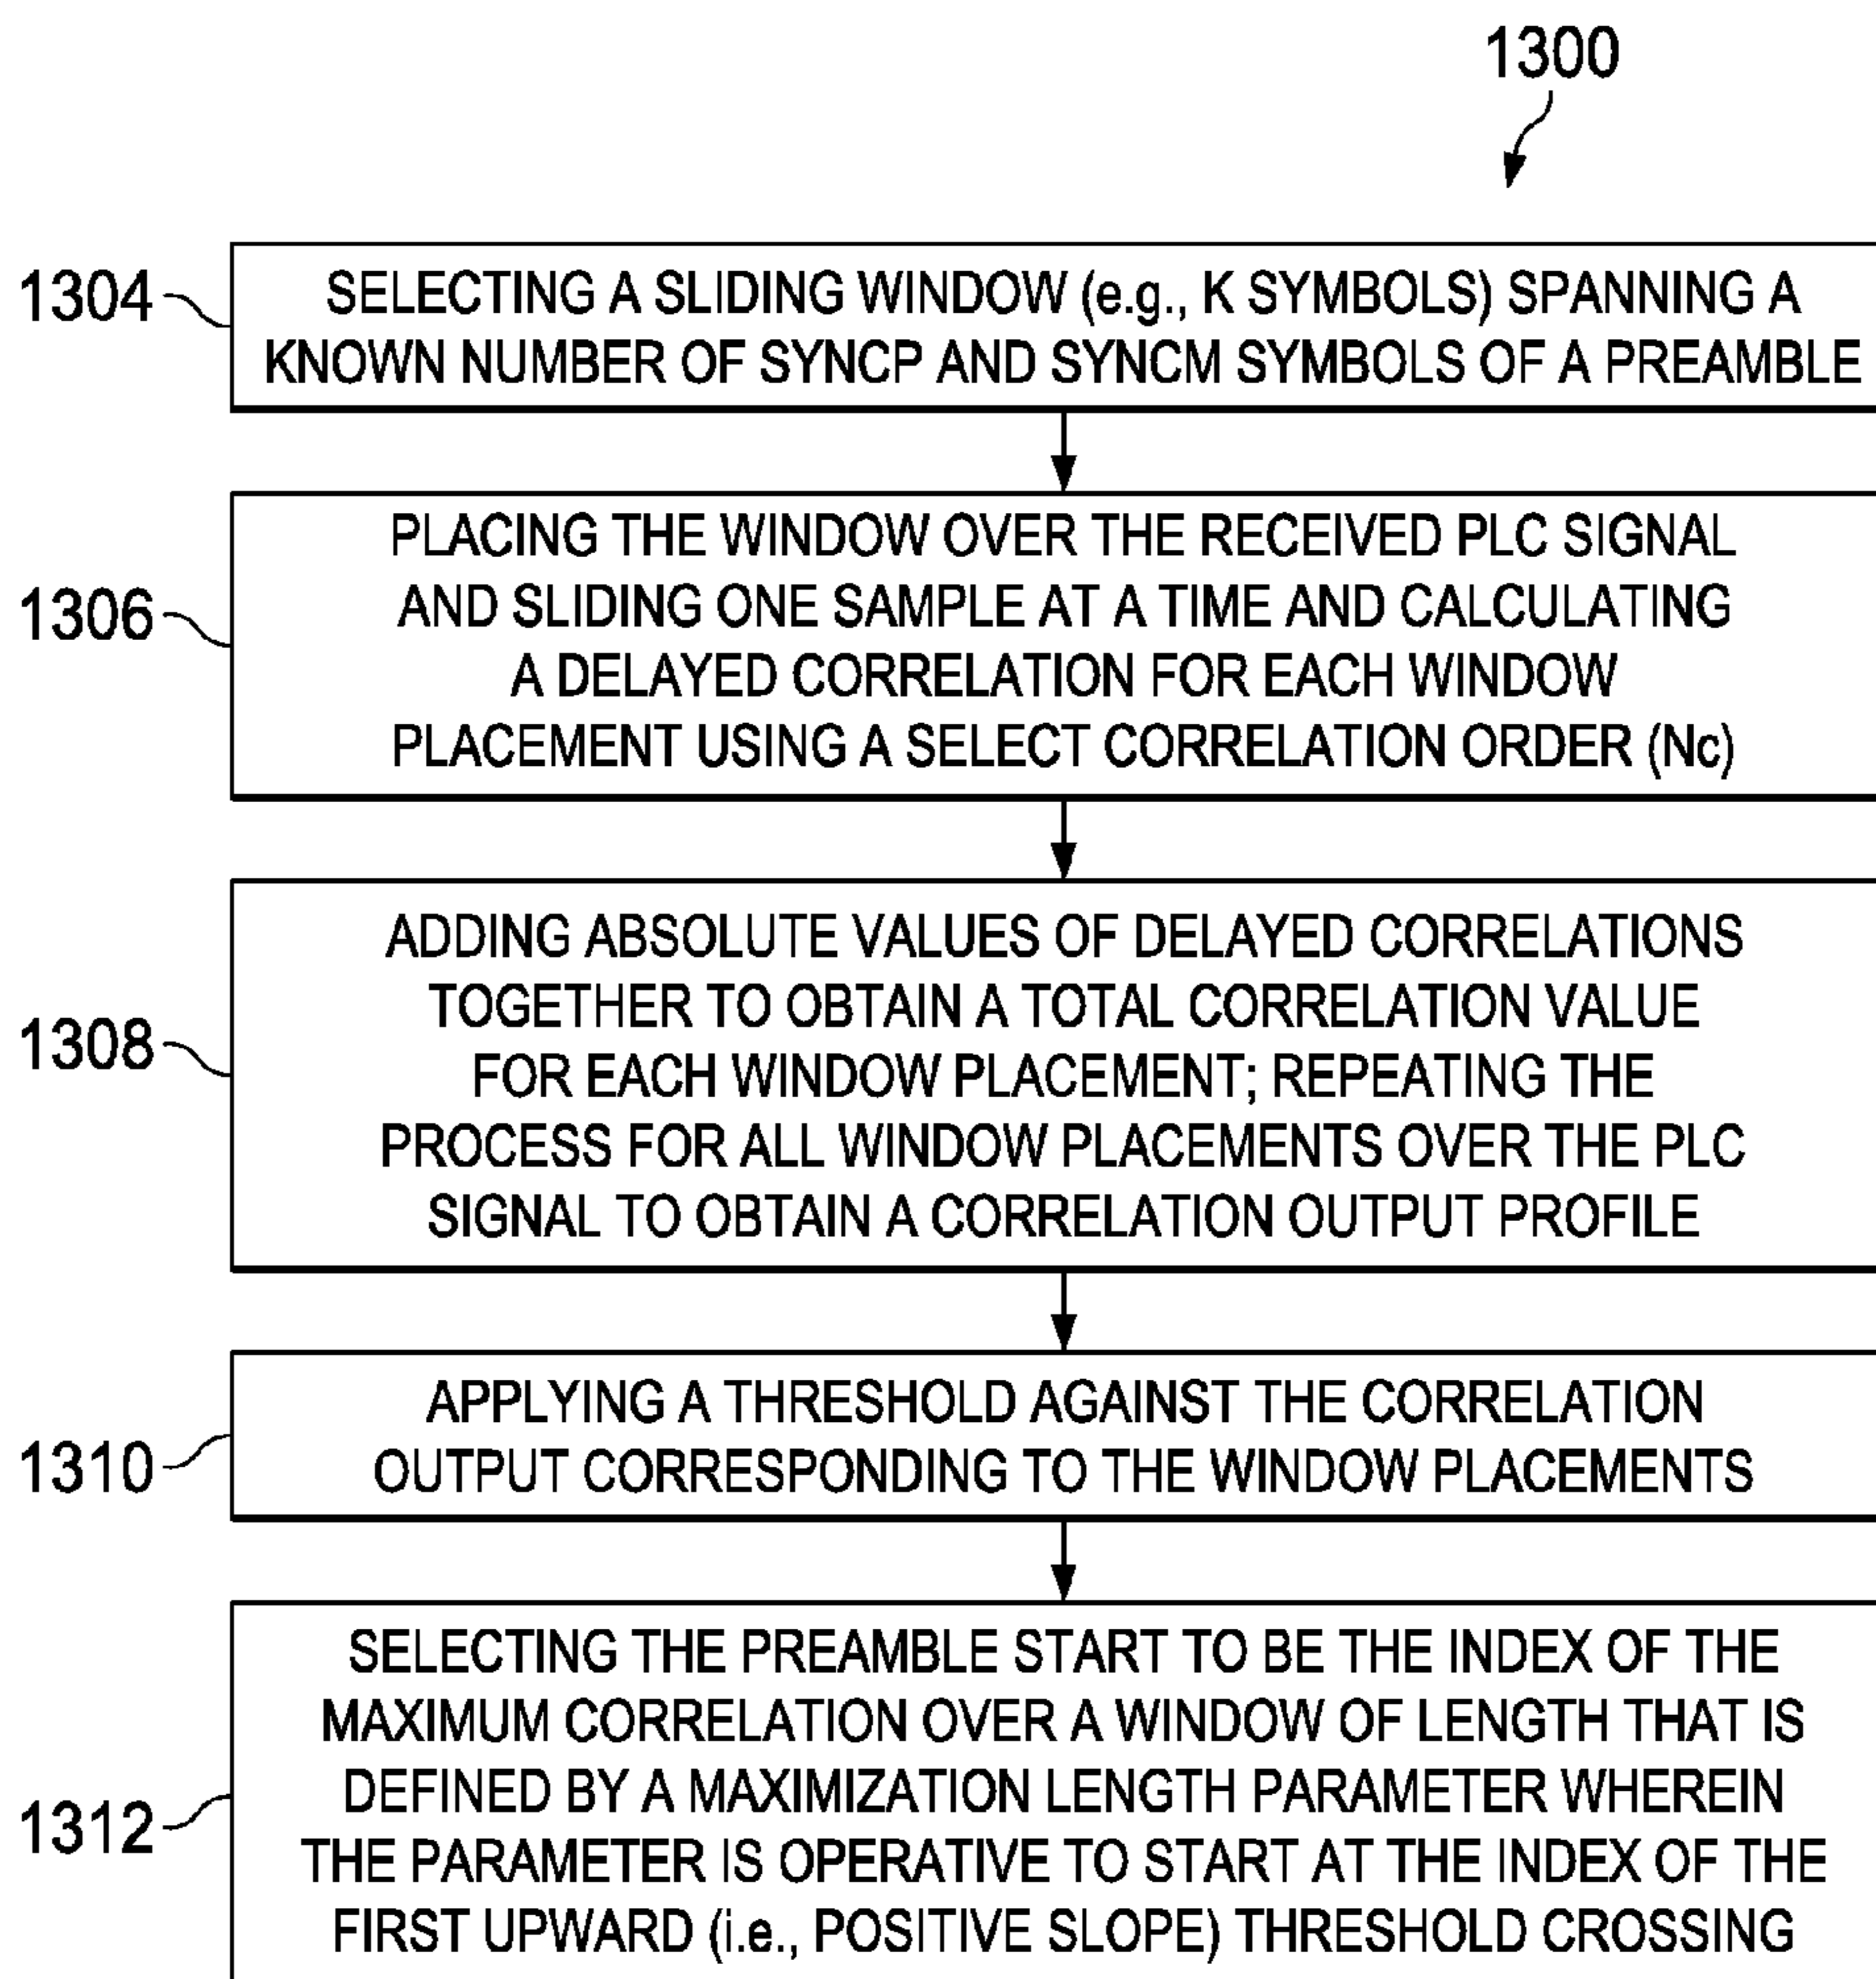 1300
1304
SELECTING A SLIDING WINDOW (e.g., K SYMBOLS) SPANNING A
KNOWN NUMBER OF SYNCP AND SYNCM SYMBOLS OF A PREAMBLE
1306
PLACING THE WINDOW OVER THE RECEIVED PLC SIGNAL
AND SLIDING ONE SAMPLE AT A TIME AND CALCULATING
A DELAYED CORRELATION FOR EACH WINDOW
PLACEMENT USING A SELECT CORRELATION ORDER (Nc)
1308
ADDING ABSOLUTE VALUES OF DELAYED CORRELATIONS
TOGETHER TO OBTAIN A TOTAL CORRELATION VALUE
FOR EACH WINDOW PLACEMENT; REPEATING THE
PROCESS FOR ALL WINDOW PLACEMENTS OVER THE PLC
SIGNAL TO OBTAIN A CORRELATION OUTPUT PROFILE
1310
APPLYING A THRESHOLD AGAINST THE CORRELATION
OUTPUT CORRESPONDING TO THE WINDOW PLACEMENTS
1312
SELECTING THE PREAMBLE START TO BE THE INDEX OF THE
MAXIMUM CORRELATION OVER A WINDOW OF LENGTH THAT IS
DEFINED BY A MAXIMIZATION LENGTH PARAMETER WHEREIN
THE PARAMETER IS OPERATIVE TO START AT THE INDEX OF THE
FIRST UPWARD (i.e., POSITIVE SLOPE) THRESHOLD CROSSING